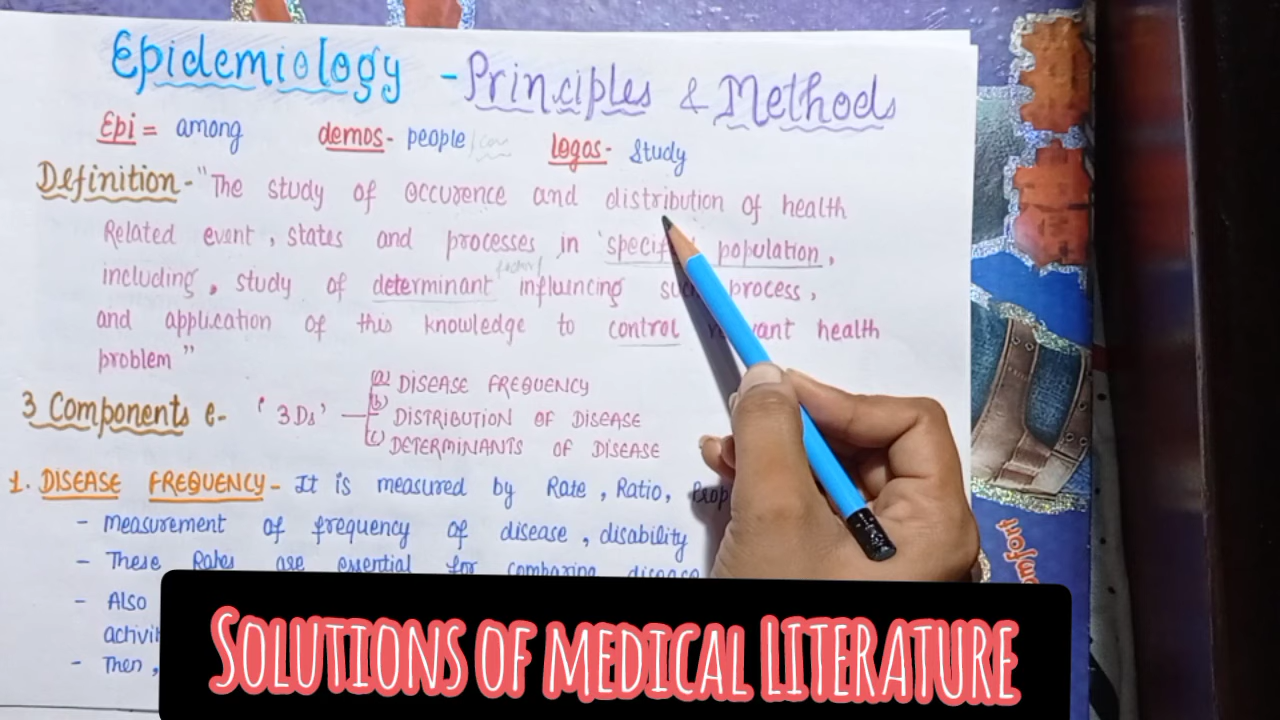 Epidemiology - Principles & Methods
Epi = among demos - people logos - Study
Definition - "The study of occurence and distribution of health
Related event, states and processes in 'specif population,
including, study of determinant influencing process,
and application of this knowledge to control health
problem"
3 Components - '3Ds' (a) DISEASE FREQUENCY
(b) DISTRIBUTION OF DISEASE
(c) DETERMINANTS OF DISEASE
1. DISEASE FREQUENCY - It is measured by Rate, Ratio,
- measurement of frequency of disease, disability
- These Rates are essential for comparing disease
- Also
- Then,
SOLUTIONS OF MEDICAL LITERATURE